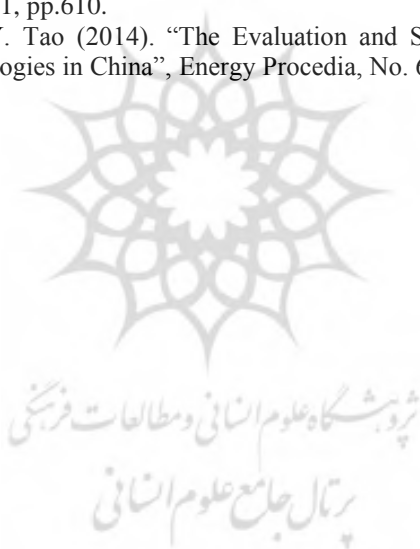 1, pp.610.
Y. Tao (2014). “The Evaluation and S
ogies in China”, Energy Procedia, No. 6
پژوهشگاه علوم انسانی و مطالعات فرهنگی
پرتال جامع علوم انسانی